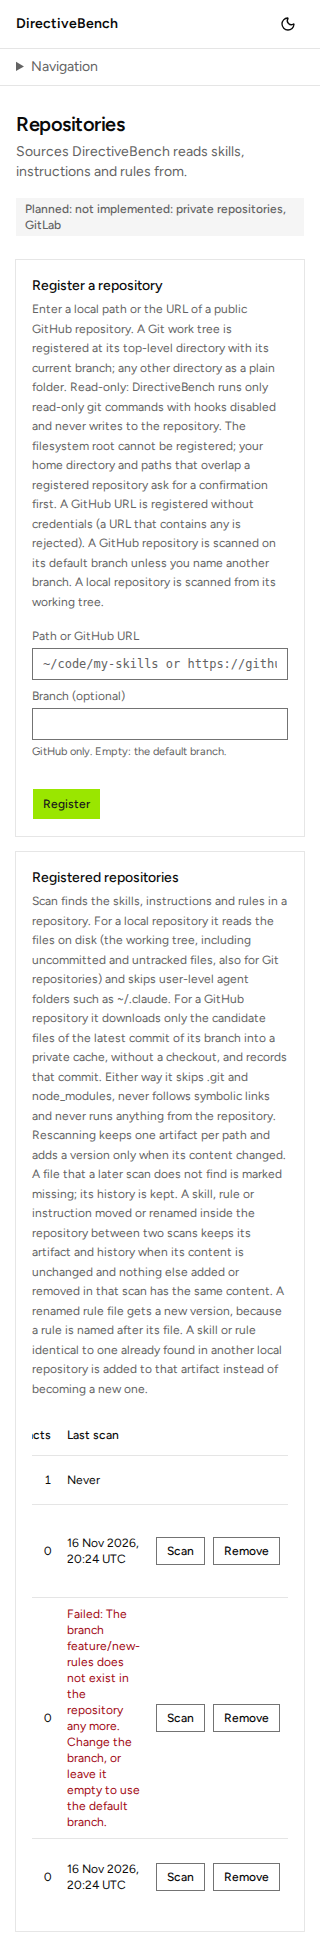 DirectiveBench
Navigation
Repositories
Sources DirectiveBench reads skills,
instructions and rules from.
Planned: not implemented: private repositories,
GitLab
Register a repository
Enter a local path or the URL of a public
GitHub repository. A Git work tree is
registered at its top-level directory with its
current branch; any other directory as a plain
folder. Read-only: DirectiveBench runs only
read-only git commands with hooks disabled
and never writes to the repository. The
filesystem root cannot be registered; your
home directory and paths that overlap a
registered repository ask for a confirmation
first. A GitHub URL is registered without
credentials (a URL that contains any is
rejected). A GitHub repository is scanned on
its default branch unless you name another
branch. A local repository is scanned from its
working tree.
Path or GitHub URL
~/code/my-skills or https://githu
Branch (optional)
GitHub only. Empty: the default branch.
Register
Registered repositories
Scan finds the skills, instructions and rules in a
repository. For a local repository it reads the
files on disk (the working tree, including
uncommitted and untracked files, also for Git
repositories) and skips user-level agent
folders such as ~/.claude. For a GitHub
repository it downloads only the candidate
files of the latest commit of its branch into a
private cache, without a checkout, and records
that commit. Either way it skips .git and
node_modules, never follows symbolic links
and never runs anything from the repository.
Rescanning keeps one artifact per path and
adds a version only when its content changed.
A file that a later scan does not find is marked
missing; its history is kept. A skill, rule or
instruction moved or renamed inside the
repository between two scans keeps its
artifact and history when its content is
unchanged and nothing else added or
removed in that scan has the same content. A
renamed rule file gets a new version, because
a rule is named after its file. A skill or rule
identical to one already found in another local
repository is added to that artifact instead of
becoming a new one.
acts Last scan
1 Never
0 16 Nov 2026,
20:24 UTC Scan Remove
Failed: The
branch
feature/new-
rules does
not exist in
the
repository
0 any more. Scan Remove
Change the
branch, or
leave it
empty to use
the default
branch.
0 16 Nov 2026,
20:24 UTC Scan Remove